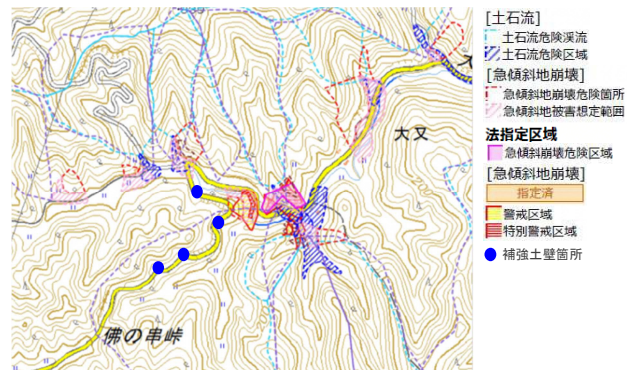 [土石流]
土石流危険渓流
土石流危険区域
[急傾斜地崩壊]
急傾斜地崩壊危険箇所
急傾斜地被害想定範囲
法指定区域
急傾斜崩壊危険区域
[急傾斜地崩壊]
指定済
警戒区域
特別警戒区域
補強土壁箇所
大又
200
200
佛の串峠